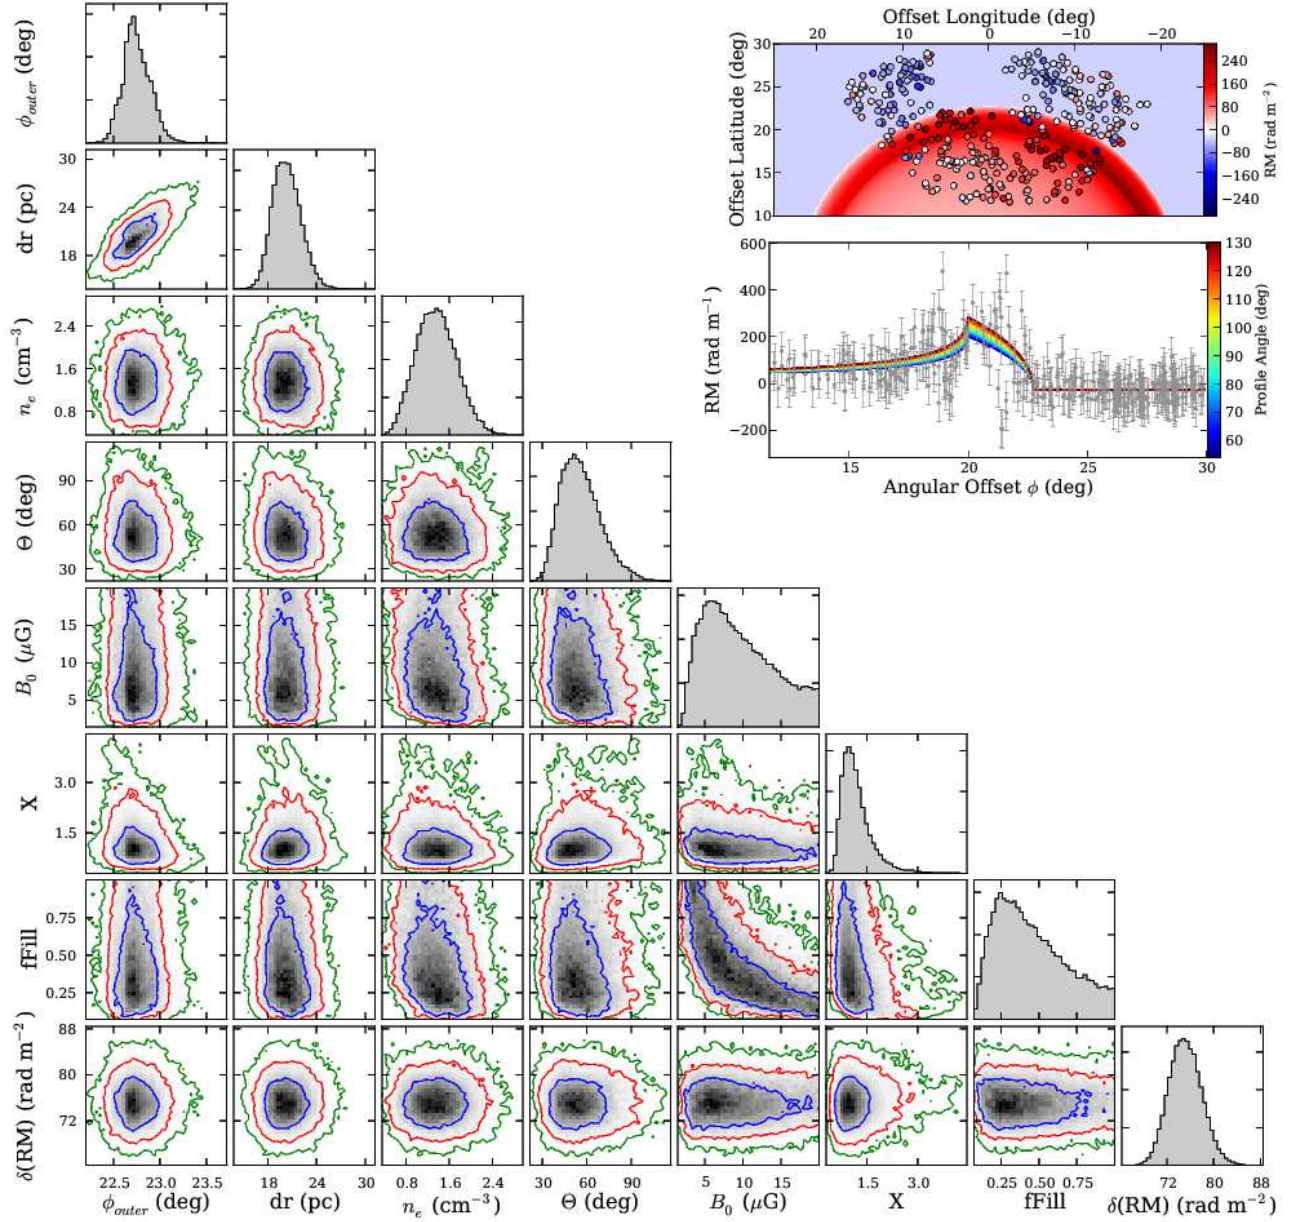 Offset Longitude (deg)
20 10 0 −10 −20
Offset Latitude (deg)
30
25
20
15
10
240
160
80
0
−80
−160
−240
RM (rad m⁻²)
RM (rad m⁻¹)
600
400
200
0
−200
15 20 25 30
Angular Offset ϕ (deg)
130
120
110
100
90
80
70
60
Profile Angle (deg)
ϕ_outer (deg)
dr (pc)
30
24
18
n_e (cm⁻³)
2.4
1.6
0.8
Θ (deg)
90
60
30
B₀ (μG)
15
10
5
X
3.0
1.5
fFill
0.75
0.50
0.25
δ(RM) (rad m⁻²)
88
80
72
22.5 23.0 23.5 18 24 30 0.8 1.6 2.4 30 60 90 5 10 15 1.5 3.0 0.25 0.50 0.75 72 80 88
ϕ_outer (deg) dr (pc) n_e (cm⁻³) Θ (deg) B₀ (μG) X fFill δ(RM) (rad m⁻²)